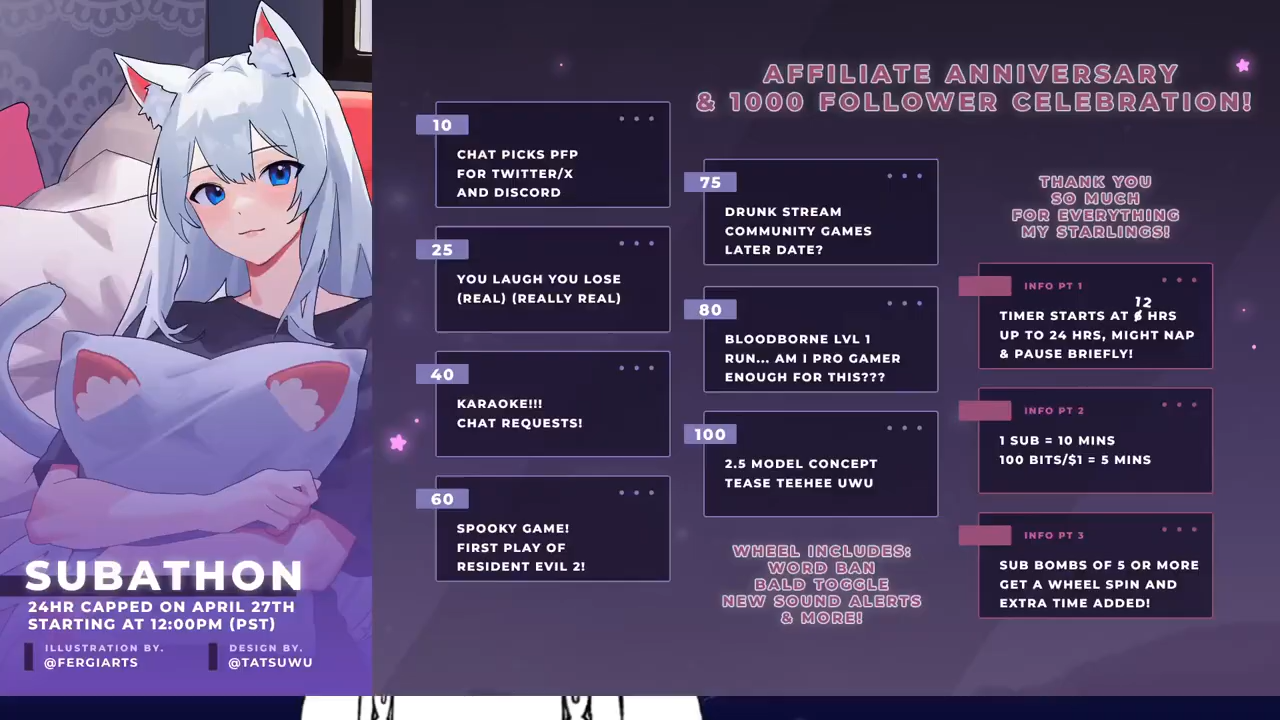 AFFILIATE ANNIVERSARY
& 1000 FOLLOWER CELEBRATION!
10
CHAT PICKS PFP
FOR TWITTER/X
AND DISCORD
25
YOU LAUGH YOU LOSE
(REAL) (REALLY REAL)
40
KARAOKE!!!
CHAT REQUESTS!
60
SPOOKY GAME!
FIRST PLAY OF
RESIDENT EVIL 2!
75
DRUNK STREAM
COMMUNITY GAMES
LATER DATE?
80
BLOODBORNE LVL 1
RUN... AM I PRO GAMER
ENOUGH FOR THIS???
100
2.5 MODEL CONCEPT
TEASE TEEHEE UWU
WHEEL INCLUDES:
WORD BAN
BALD TOGGLE
NEW SOUND ALERTS
& MORE!
THANK YOU
SO MUCH
FOR EVERYTHING
MY STARLINGS!
INFO PT 1
12
TIMER STARTS AT 6 HRS
UP TO 24 HRS, MIGHT NAP
& PAUSE BRIEFLY!
INFO PT 2
1 SUB = 10 MINS
100 BITS/$1 = 5 MINS
INFO PT 3
SUB BOMBS OF 5 OR MORE
GET A WHEEL SPIN AND
EXTRA TIME ADDED!
SUBATHON
24HR CAPPED ON APRIL 27TH
STARTING AT 12:00PM (PST)
ILLUSTRATION BY.
@FERGIARTS
DESIGN BY.
@TATSUWU